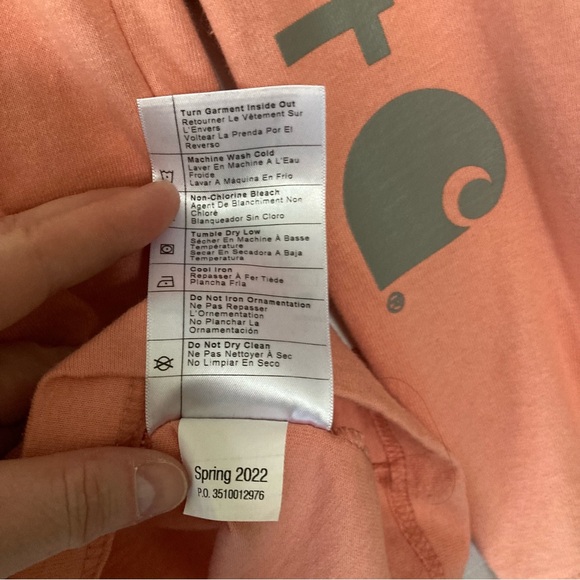 Turn Garment Inside Out
Retourner Le Vêtement Sur
L'Envers
Voltear La Prenda Por El
Reverso
Machine Wash Cold
Laver En Machine A L'Eau
Froide
Lavar A Máquina En Frío
Non-Chlorine Bleach
Agent De Blanchiment Non
Chloré
Blanqueador Sin Cloro
Tumble Dry Low
Sécher En Machine À Basse
Température
Secar En Secadora A Baja
Temperatura
Cool Iron
Repasser À Fer Tiède
Plancha Fría
Do Not Iron Ornamentation
Ne Pas Repasser
L'Ornementation
No Planchar La
Ornamentación
Do Not Dry Clean
Ne Pas Nettoyer À Sec
No Limpiar En Seco
Spring 2022
P.O. 3510012976